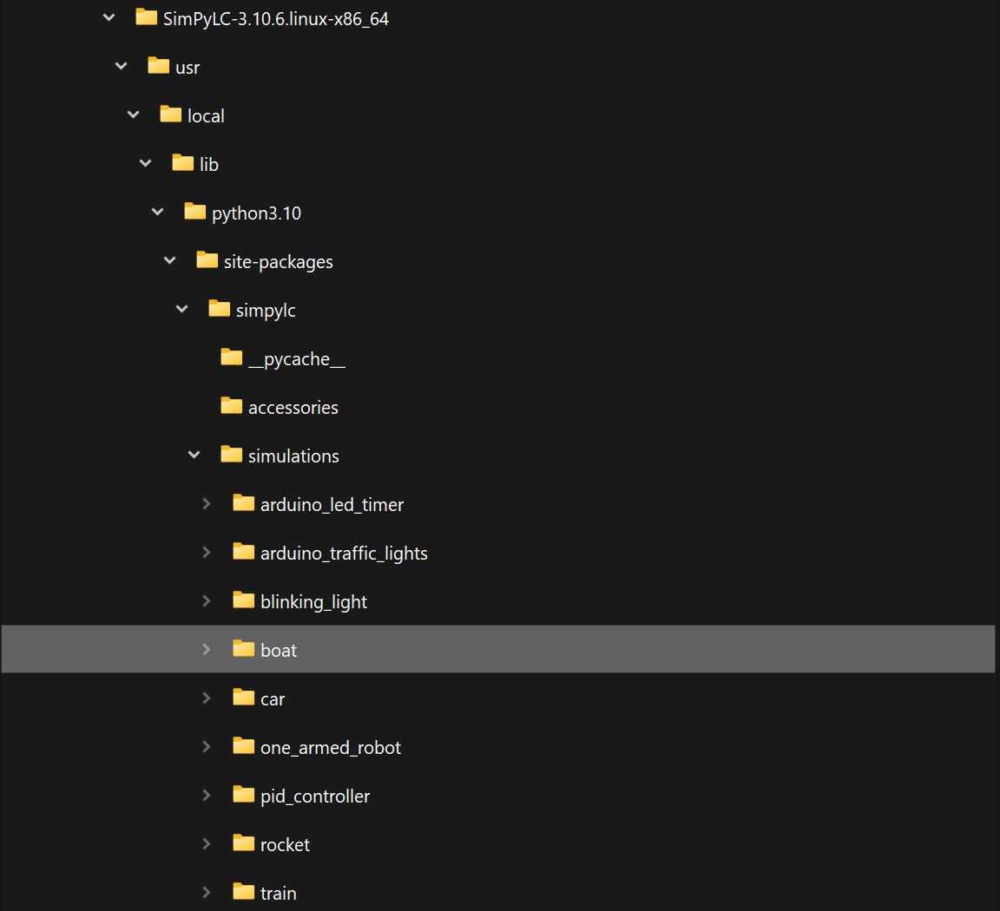 SimPyLC-3.10.6.linux-x86_64
usr
local
lib
python3.10
site-packages
simpylc
__pycache__
accessories
simulations
arduino_led_timer
arduino_traffic_lights
blinking_light
boat
car
one_armed_robot
pid_controller
rocket
train